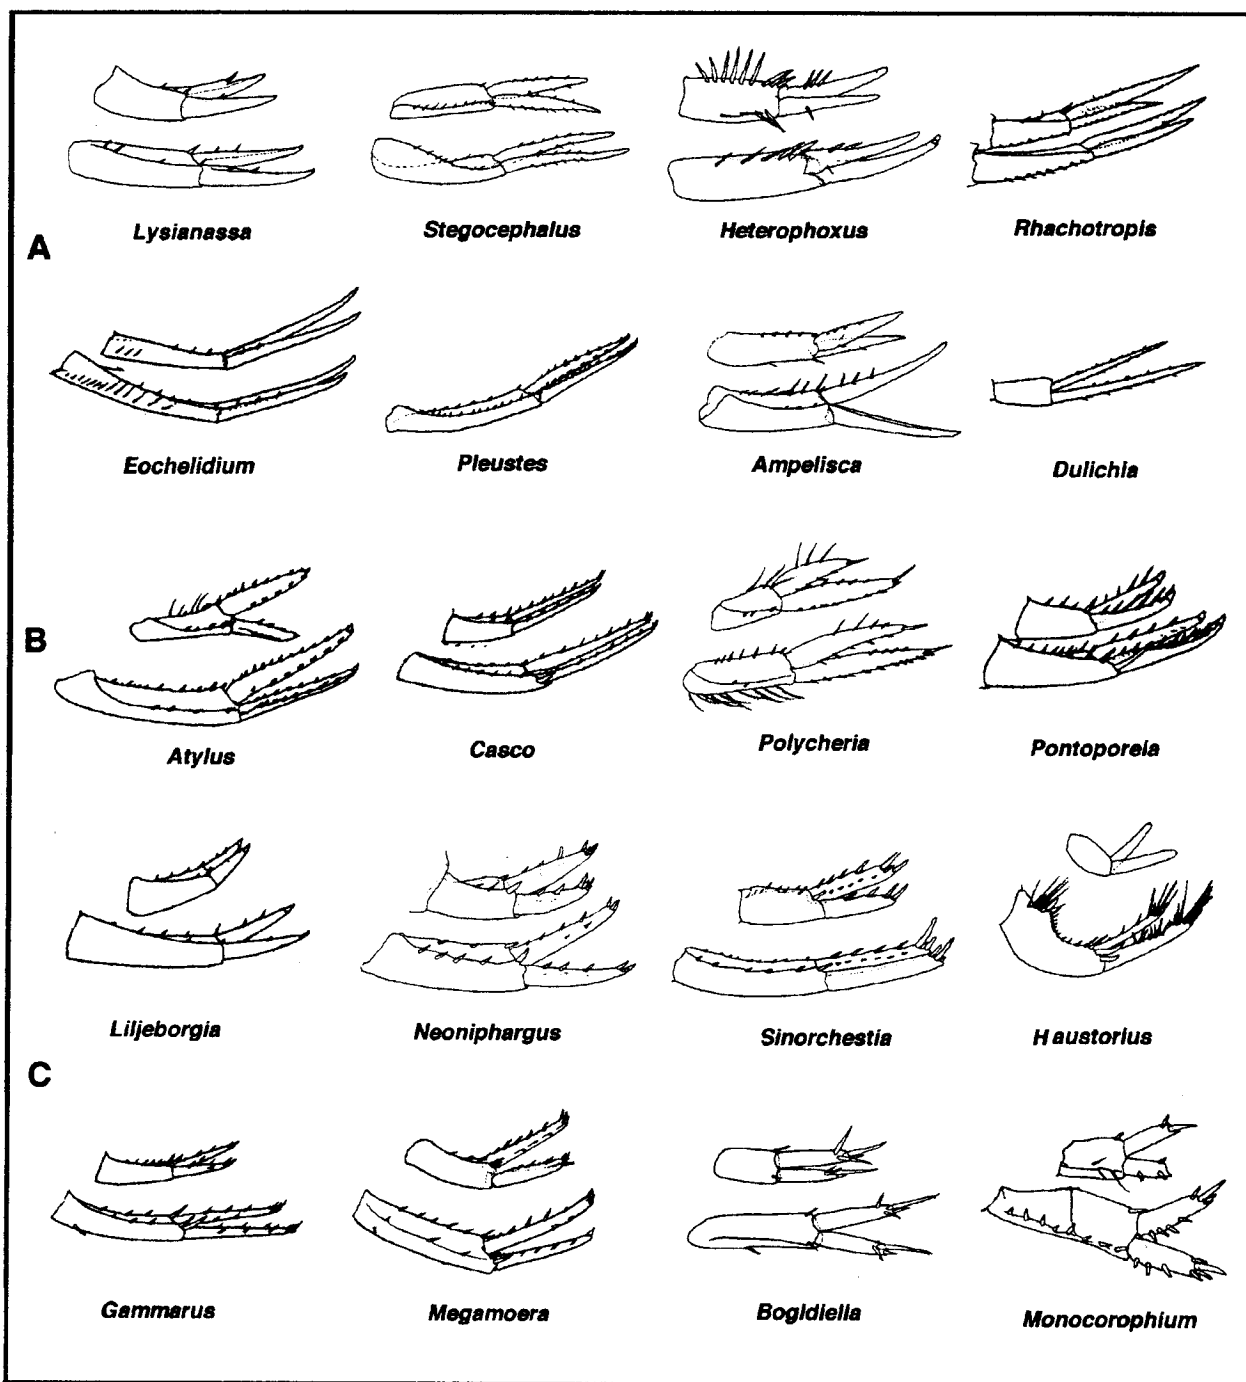 Lysianassa Stegocephalus Heterophoxus Rhachotropis
A
Eochelidium Pleustes Ampelisca Dulichia
B
Atylus Casco Polycheria Pontoporeia
Liljeborgia Neoniphargus Sinorchestia Haustorius
C
Gammarus Megamoera Bogidiella Monocorophium